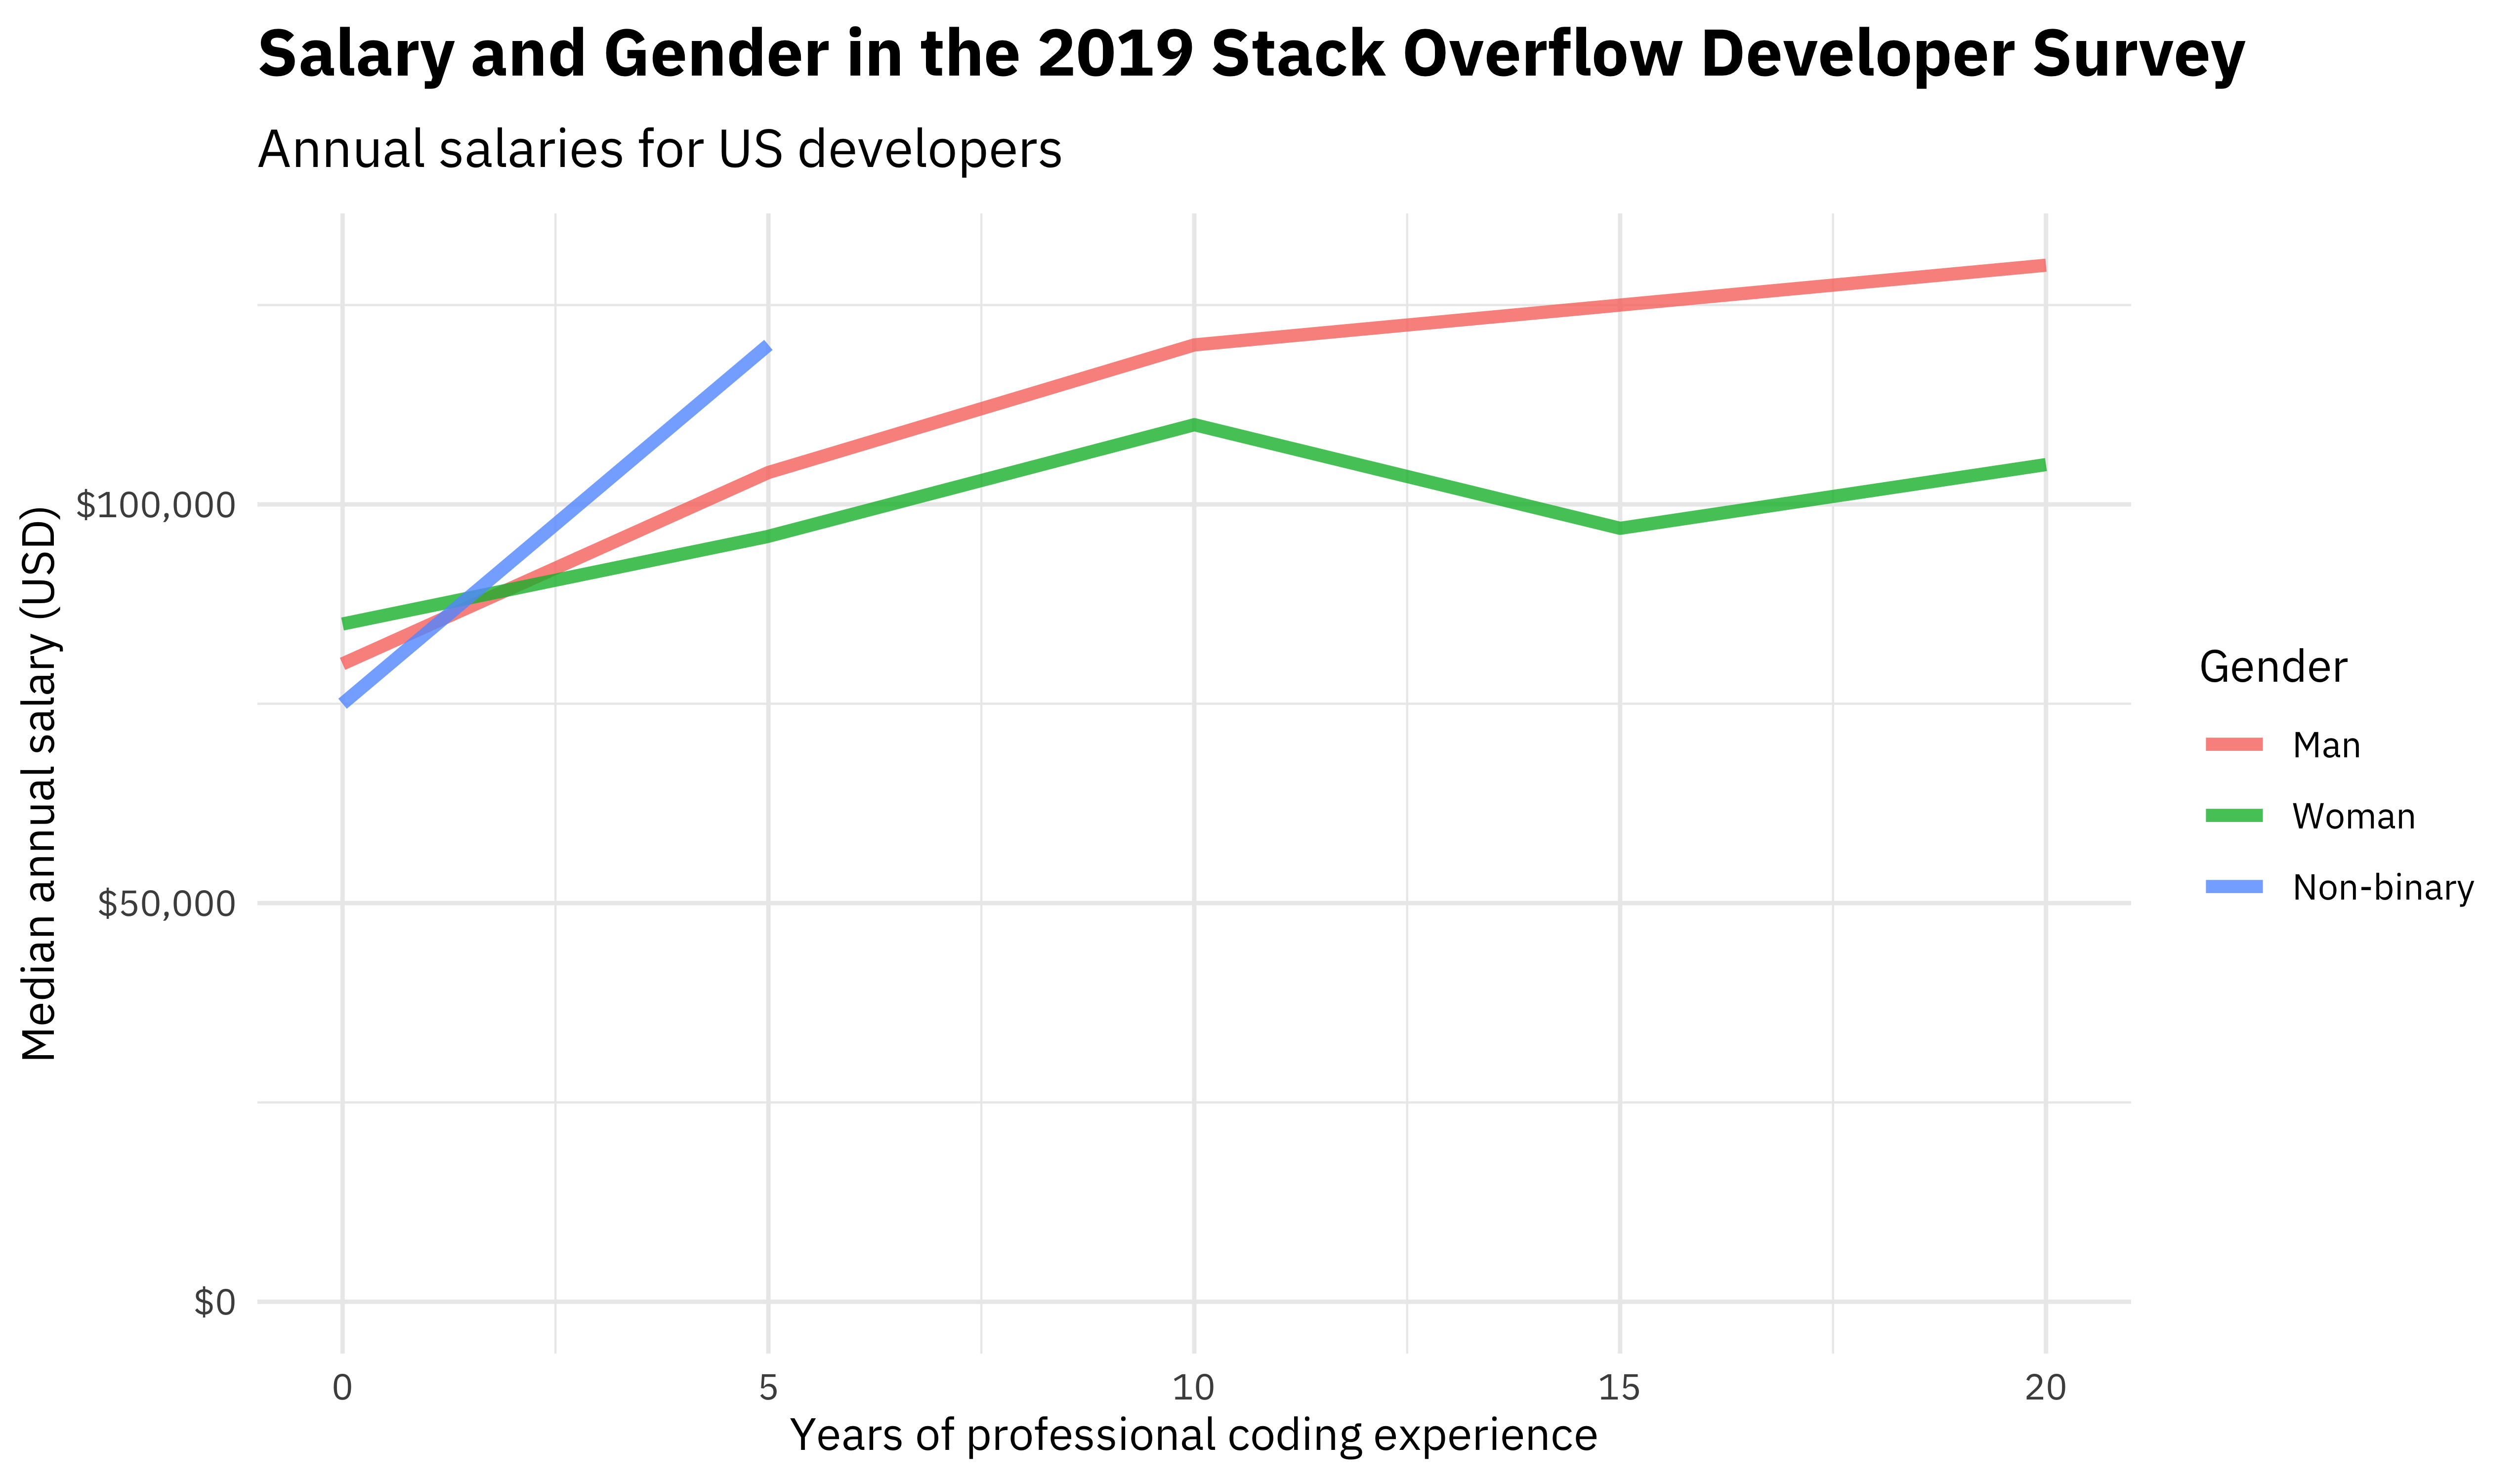 Salary and Gender in the 2019 Stack Overflow Developer Survey
Annual salaries for US developers
Median annual salary (USD)
$100,000
$50,000
$0
0
5
10
15
20
Years of professional coding experience
Gender
Man
Woman
Non-binary